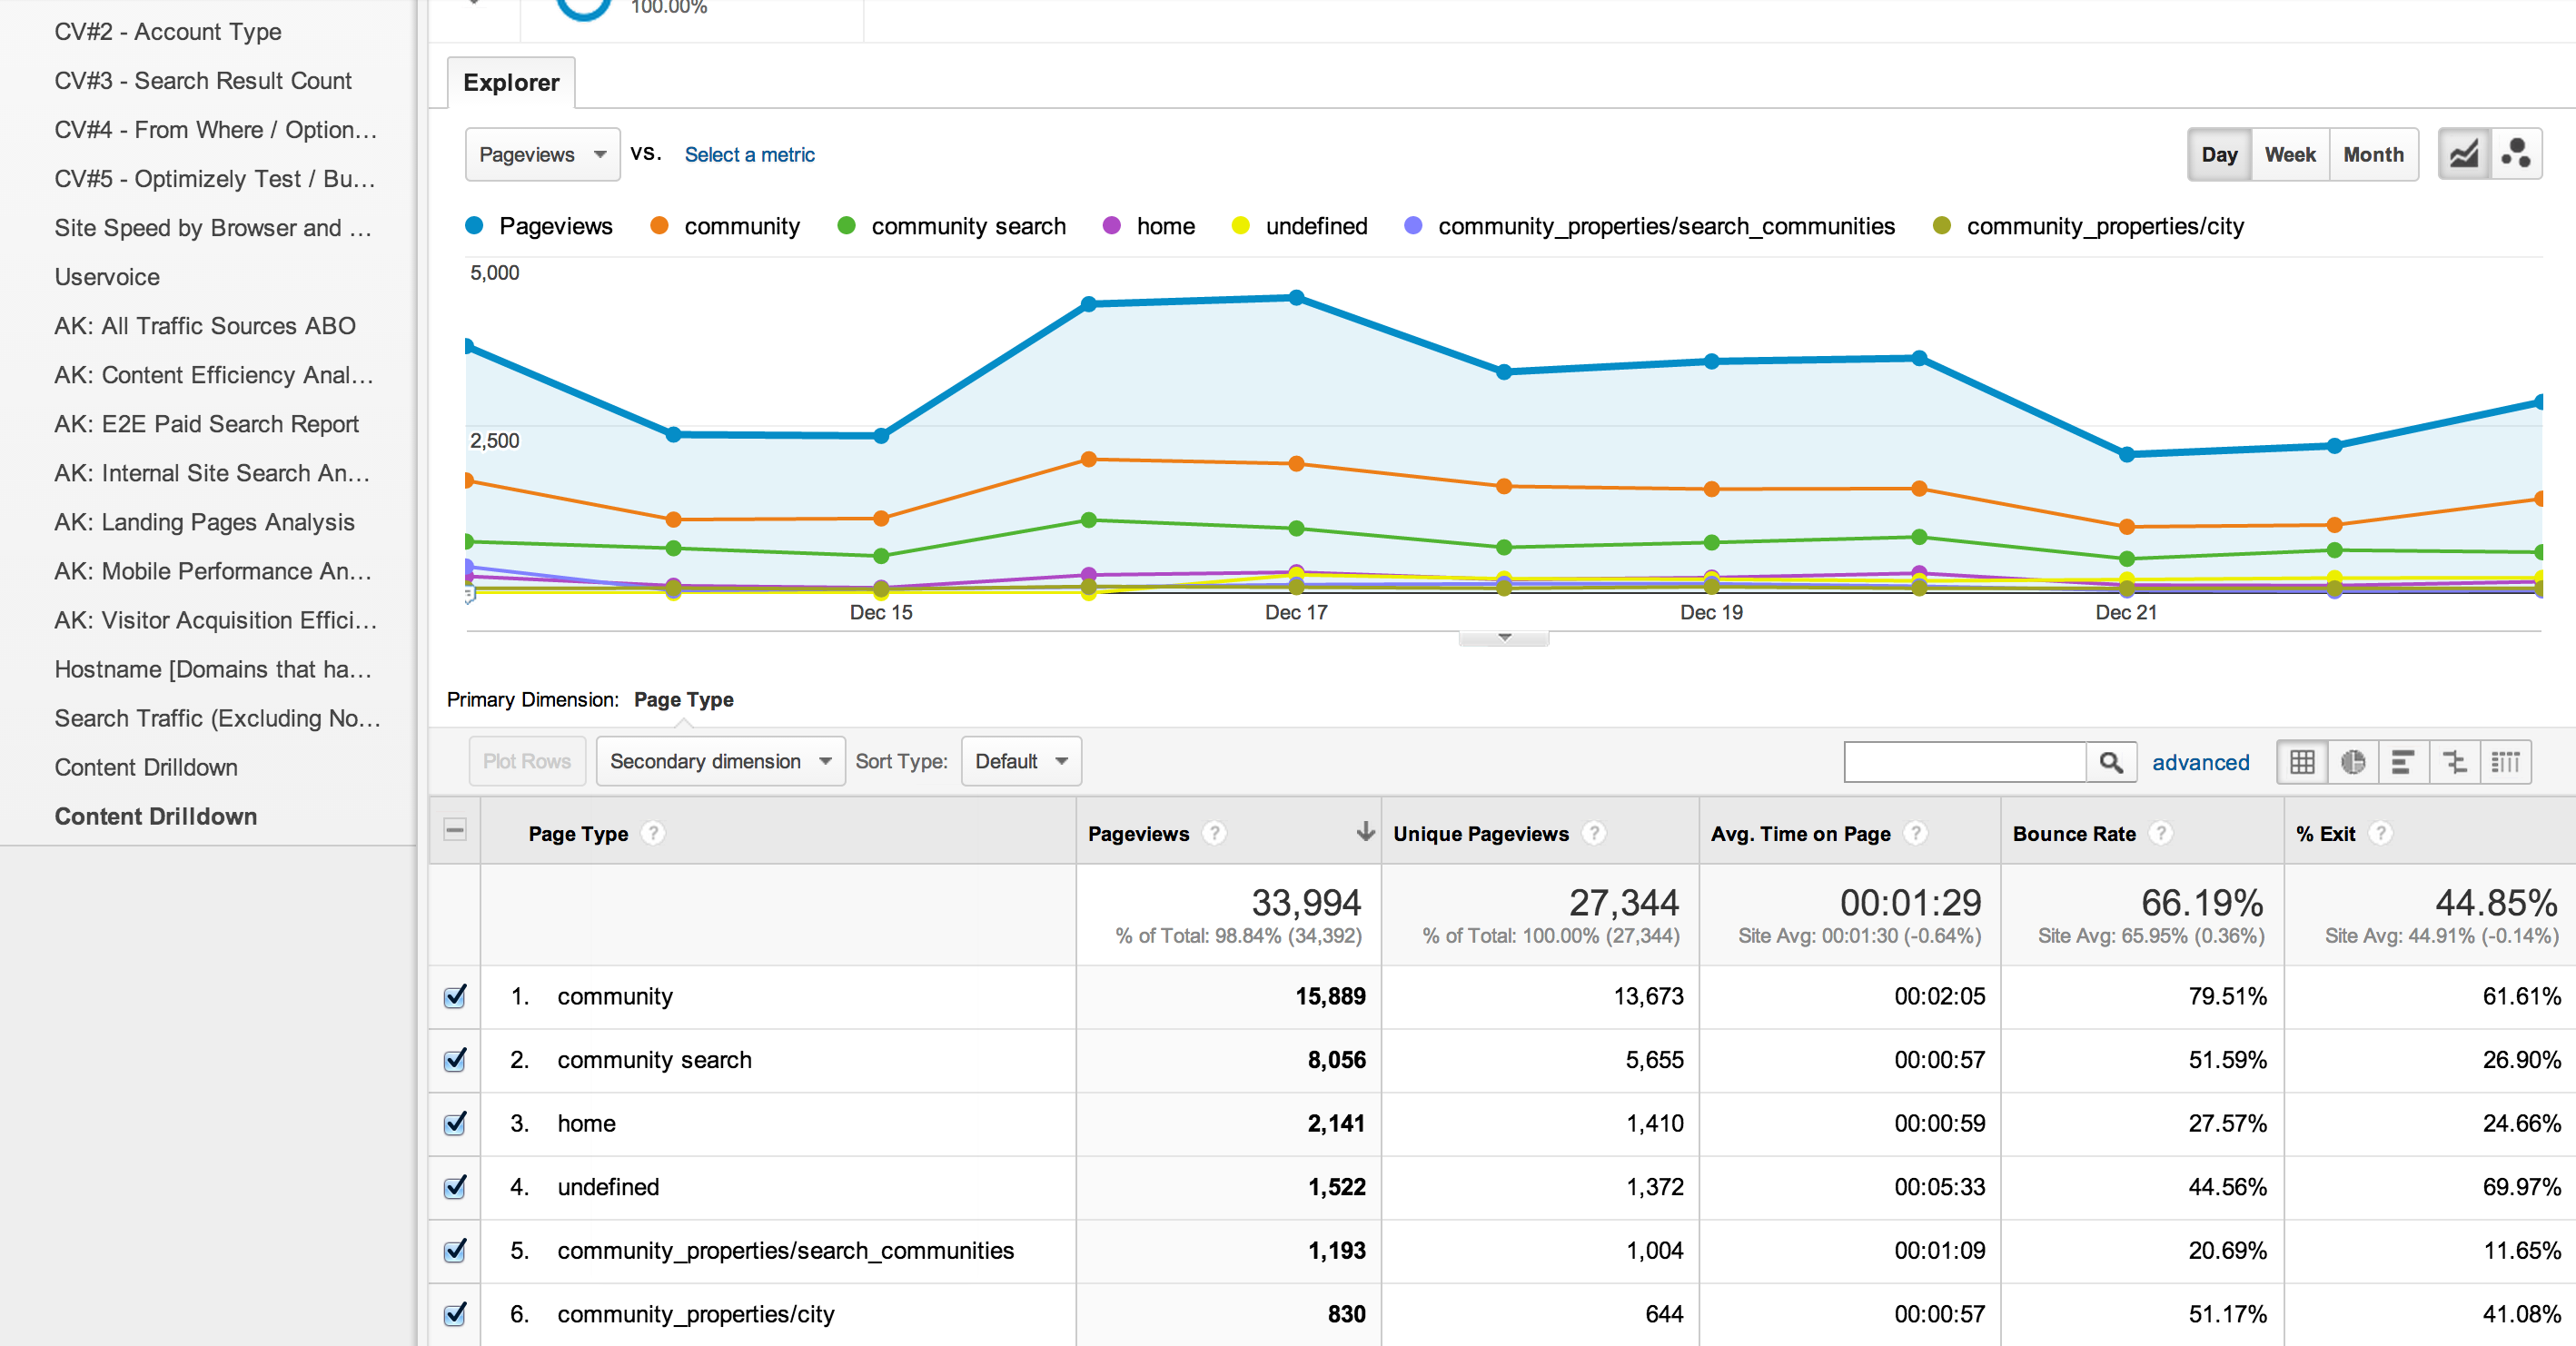 CV#2 - Account Type
CV#3 - Search Result Count
CV#4 - From Where / Option...
CV#5 - Optimizely Test / Bu...
Site Speed by Browser and ...
Uservoice
AK: All Traffic Sources ABO
AK: Content Efficiency Anal...
AK: E2E Paid Search Report
AK: Internal Site Search An...
AK: Landing Pages Analysis
AK: Mobile Performance An...
AK: Visitor Acquisition Effici...
Hostname [Domains that ha...
Search Traffic (Excluding No...
Content Drilldown
Content Drilldown
100.00%
Explorer
Pageviews VS. Select a metric
Day Week Month
Pageviews community community search home undefined community_properties/search_communities community_properties/city
5,000
2,500
Dec 15 Dec 17 Dec 19 Dec 21
Primary Dimension: Page Type
Plot Rows Secondary dimension Sort Type: Default advanced
Page Type ? Pageviews ? Unique Pageviews ? Avg. Time on Page ? Bounce Rate ? % Exit ?
33,994 27,344 00:01:29 66.19% 44.85%
% of Total: 98.84% (34,392) % of Total: 100.00% (27,344) Site Avg: 00:01:30 (-0.64%) Site Avg: 65.95% (0.36%) Site Avg: 44.91% (-0.14%)
1. community 15,889 13,673 00:02:05 79.51% 61.61%
2. community search 8,056 5,655 00:00:57 51.59% 26.90%
3. home 2,141 1,410 00:00:59 27.57% 24.66%
4. undefined 1,522 1,372 00:05:33 44.56% 69.97%
5. community_properties/search_communities 1,193 1,004 00:01:09 20.69% 11.65%
6. community_properties/city 830 644 00:00:57 51.17% 41.08%